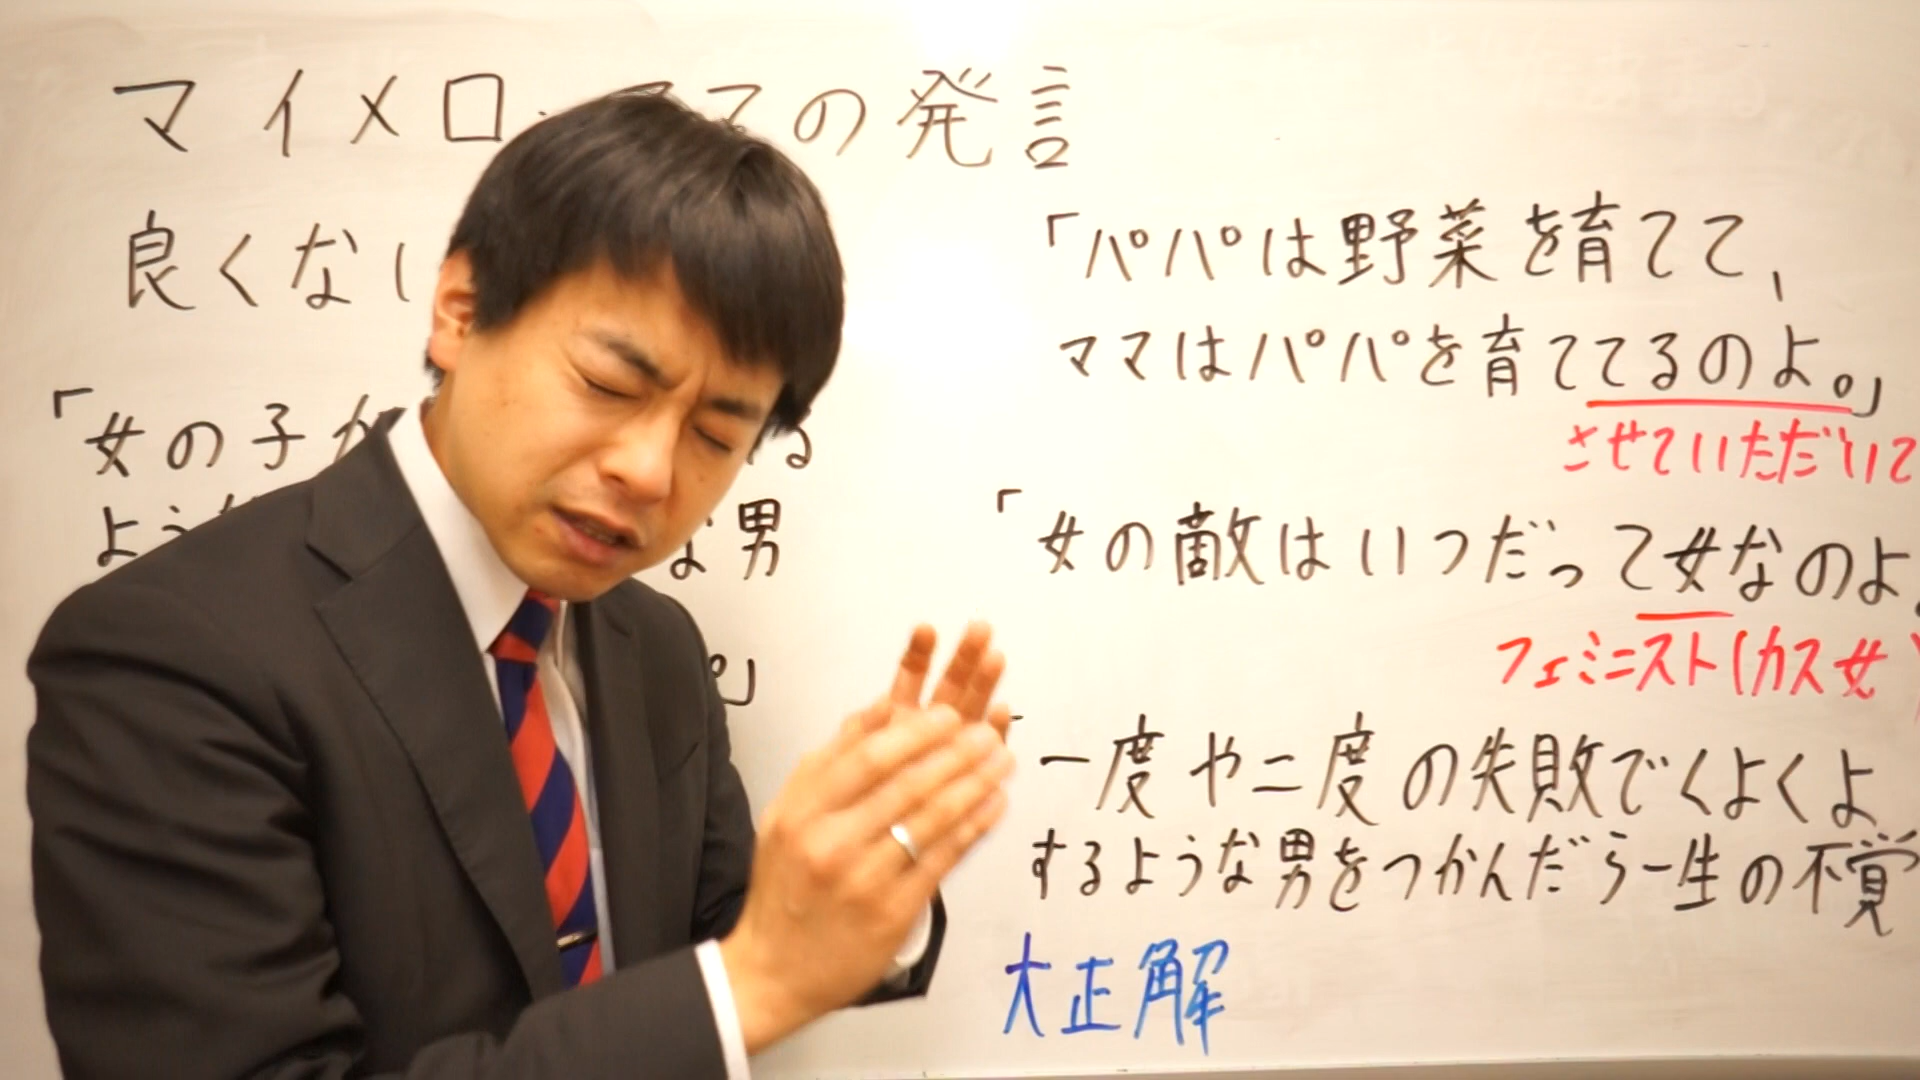 マイメロ ママの発言
良くない
「女の子が
る
ような
な男
。」
「パパは野菜を育てて、
ママはパパを育ててるのよ。」
させていただいて
「女の敵はいつだって女なのよ。
フェミニスト(カス女)
「一度や二度の失敗でくよくよ
するような男をつかんだら一生の不覚
大正解